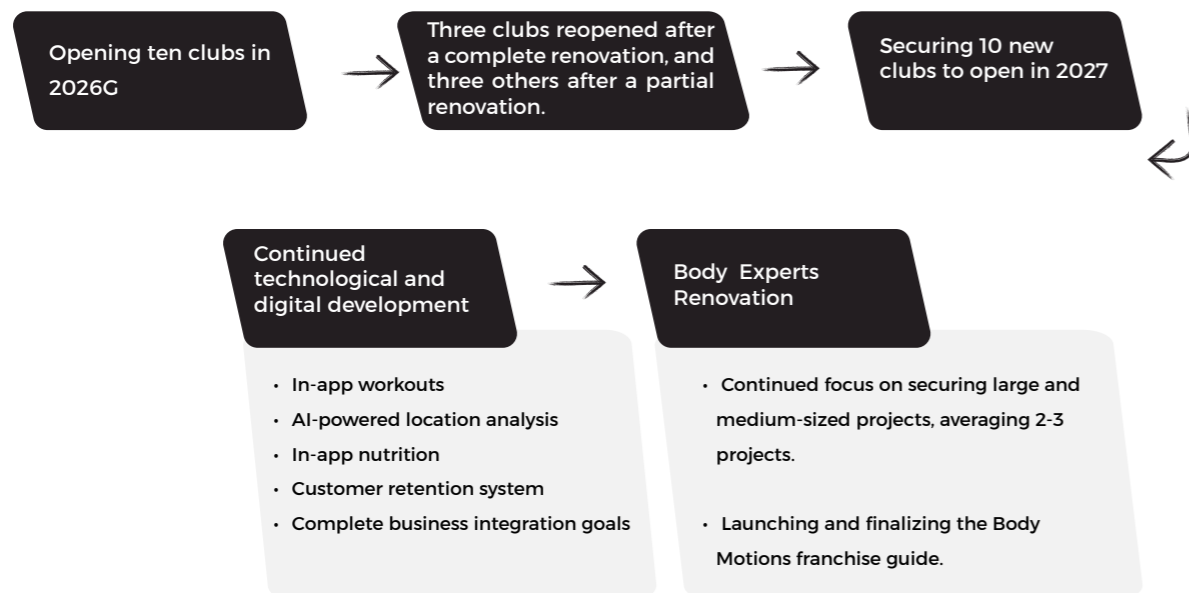 Opening ten clubs in
2026G
Three clubs reopened after
a complete renovation, and
three others after a partial
renovation.
Securing 10 new
clubs to open in 2027
Continued
technological and
digital development
• In-app workouts
• AI-powered location analysis
• In-app nutrition
• Customer retention system
• Complete business integration goals
Body Experts
Renovation
• Continued focus on securing large and
medium-sized projects, averaging 2-3
projects.
• Launching and finalizing the Body
Motions franchise guide.